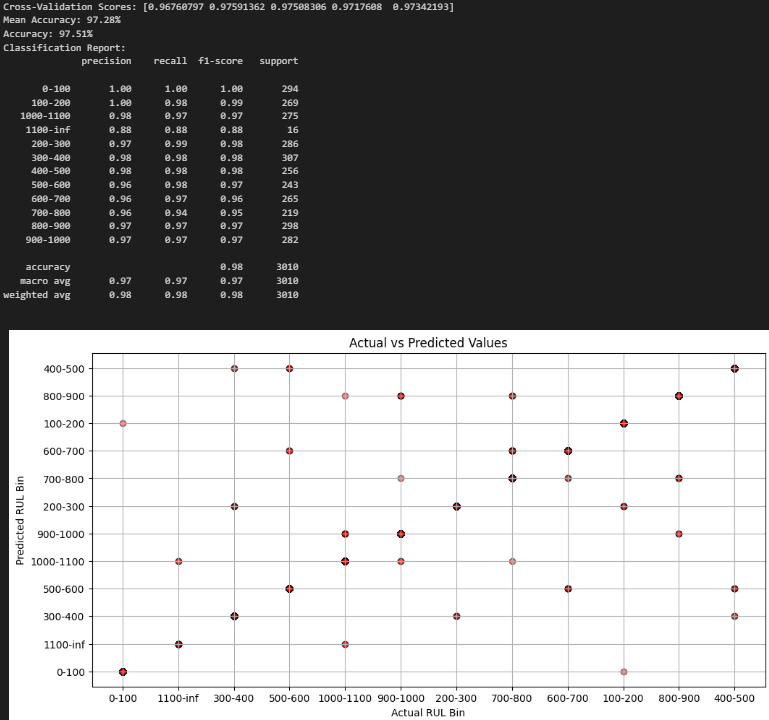 Cross-Validation Scores: [0.96760797 0.97591362 0.97508306 0.9717608  0.97342193]
Mean Accuracy: 97.28%
Accuracy: 97.51%
Classification Report:
precision recall f1-score support
0-100 1.00 1.00 1.00 294
100-200 1.00 0.98 0.99 269
1000-1100 0.98 0.97 0.97 275
1100-inf 0.88 0.88 0.88 16
200-300 0.97 0.99 0.98 286
300-400 0.98 0.98 0.98 307
400-500 0.98 0.98 0.98 256
500-600 0.96 0.98 0.97 243
600-700 0.96 0.97 0.96 265
700-800 0.96 0.94 0.95 219
800-900 0.97 0.97 0.97 298
900-1000 0.97 0.97 0.97 282
accuracy 0.98 3010
macro avg 0.97 0.97 0.97 3010
weighted avg 0.98 0.98 0.98 3010
Actual vs Predicted Values
Predicted RUL Bin
400-500
800-900
100-200
600-700
700-800
200-300
900-1000
1000-1100
500-600
300-400
1100-inf
0-100
0-100 1100-inf 300-400 500-600 1000-1100 900-1000 200-300 700-800 600-700 100-200 800-900 400-500
Actual RUL Bin